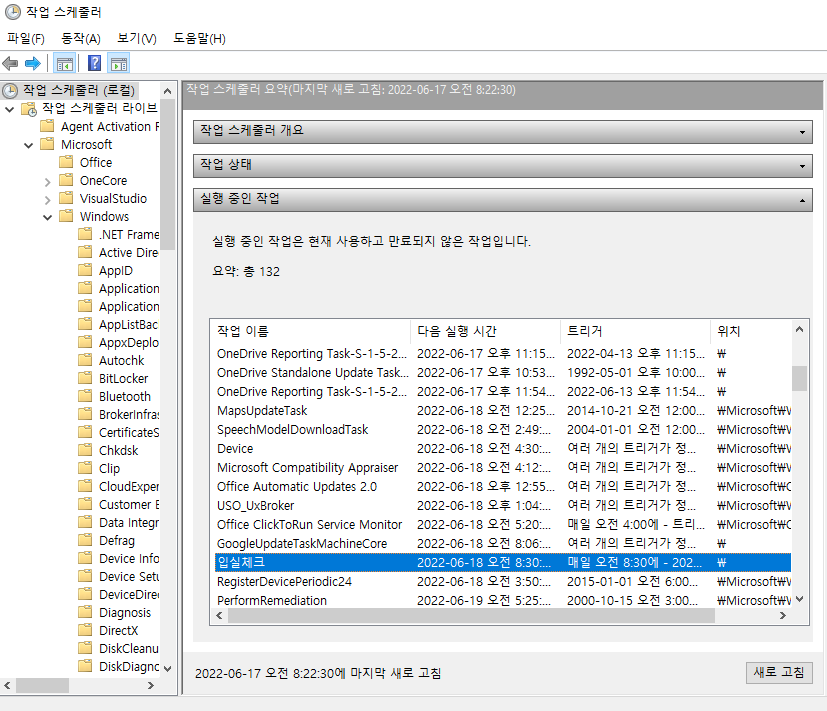 작업 스케줄러
파일(F) 동작(A) 보기(V) 도움말(H)
작업 스케줄러 (로컬)
작업 스케줄러 라이브
Agent Activation R
Microsoft
Office
OneCore
VisualStudio
Windows
.NET Frame
Active Dire
AppID
Application
Application
AppListBac
AppxDeplo
Autochk
BitLocker
Bluetooth
BrokerInfras
CertificateS
Chkdsk
Clip
CloudExper
Customer E
Data Integr
Defrag
Device Info
Device Setu
DeviceDirec
Diagnosis
DirectX
DiskCleanu
DiskDiagno
작업 스케줄러 요약(마지막 새로 고침: 2022-06-17 오전 8:22:30)
작업 스케줄러 개요
작업 상태
실행 중인 작업
실행 중인 작업은 현재 사용하고 만료되지 않은 작업입니다.
요약: 총 132
작업 이름 다음 실행 시간 트리거 위치
OneDrive Reporting Task-S-1-5-2... 2022-06-17 오후 11:15... 2022-04-13 오후 11:15... ₩
OneDrive Standalone Update Task... 2022-06-17 오후 10:53... 1992-05-01 오후 10:00... ₩
OneDrive Reporting Task-S-1-5-2... 2022-06-17 오후 11:54... 2022-06-13 오후 11:54... ₩
MapsUpdateTask 2022-06-18 오전 12:25... 2014-10-21 오전 12:00... ₩Microsoft₩W
SpeechModelDownloadTask 2022-06-18 오전 2:49:... 2004-01-01 오전 12:00... ₩Microsoft₩W
Device 2022-06-18 오전 4:30:... 여러 개의 트리거가 정... ₩Microsoft₩W
Microsoft Compatibility Appraiser 2022-06-18 오전 4:12:... 여러 개의 트리거가 정... ₩Microsoft₩W
Office Automatic Updates 2.0 2022-06-18 오후 12:55... 여러 개의 트리거가 정... ₩Microsoft₩O
USO_UxBroker 2022-06-18 오후 1:04:... 여러 개의 트리거가 정... ₩Microsoft₩W
Office ClickToRun Service Monitor 2022-06-18 오전 5:20:... 매일 오전 4:00에 - 트리... ₩Microsoft₩O
GoogleUpdateTaskMachineCore 2022-06-18 오전 8:06:... 여러 개의 트리거가 정... ₩
입실체크 2022-06-18 오전 8:30:... 매일 오전 8:30에 - 202... ₩
RegisterDevicePeriodic24 2022-06-18 오전 3:50:... 2015-01-01 오전 6:00... ₩Microsoft₩W
PerformRemediation 2022-06-19 오전 5:25:... 2000-10-15 오전 3:00... ₩Microsoft₩W
2022-06-17 오전 8:22:30에 마지막 새로 고침
새로 고침